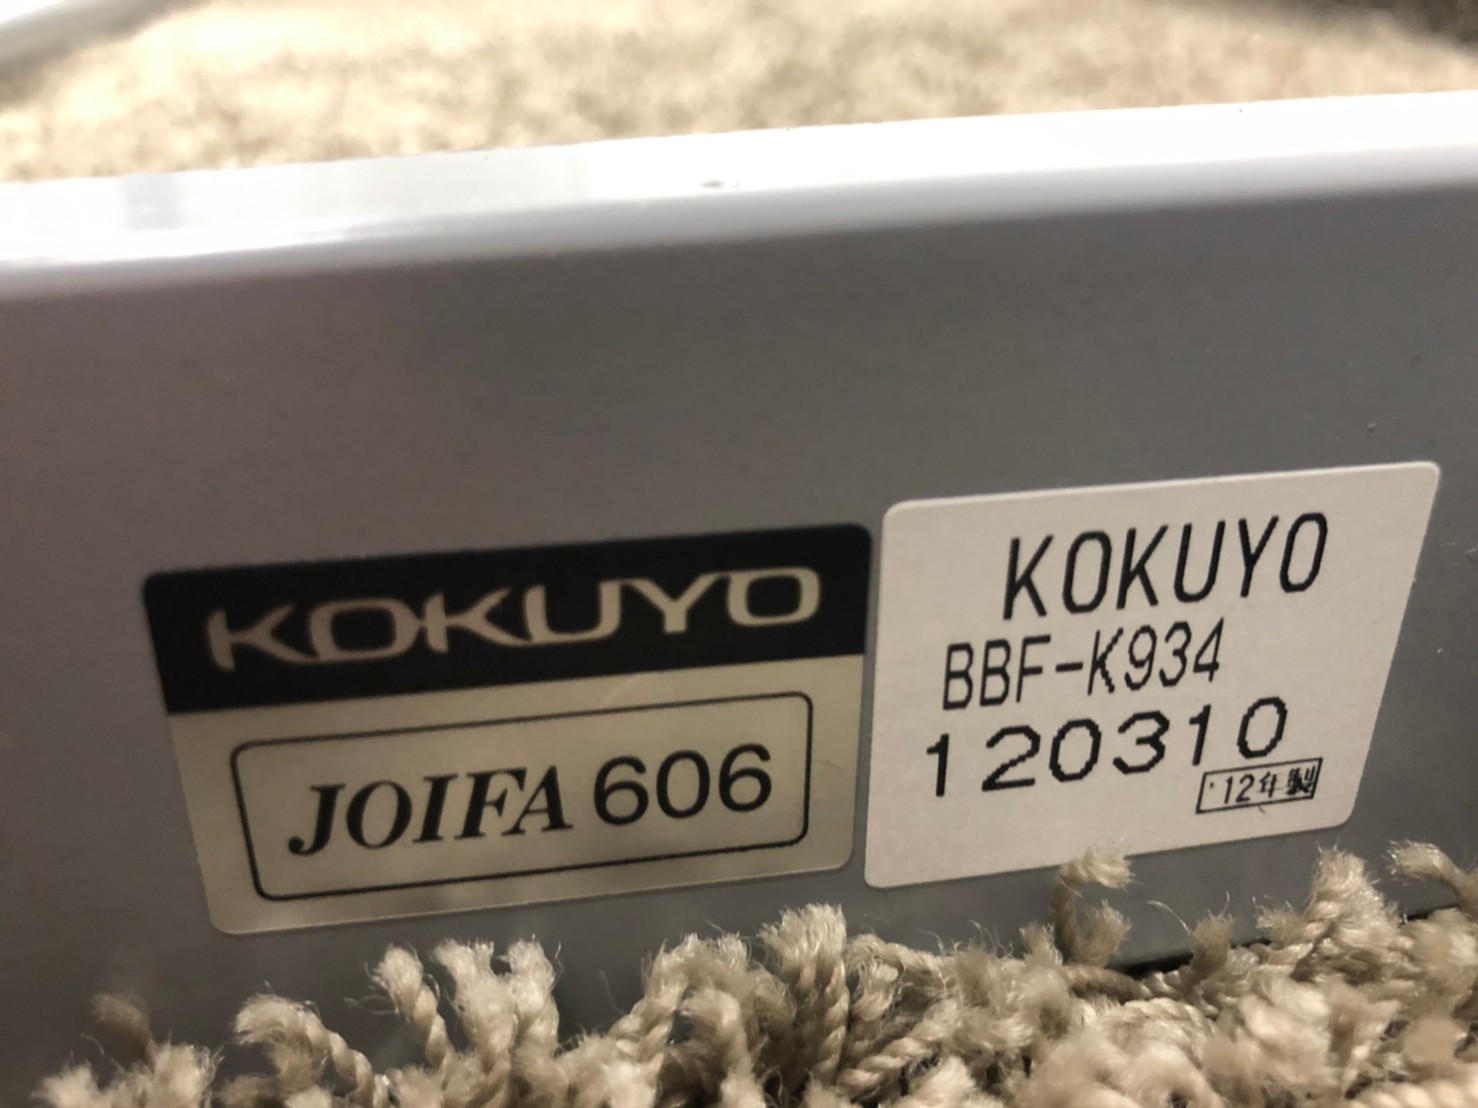 KOKUYO
JOIFA 606
KOKUYO
BBF-K934
120310
'12年製